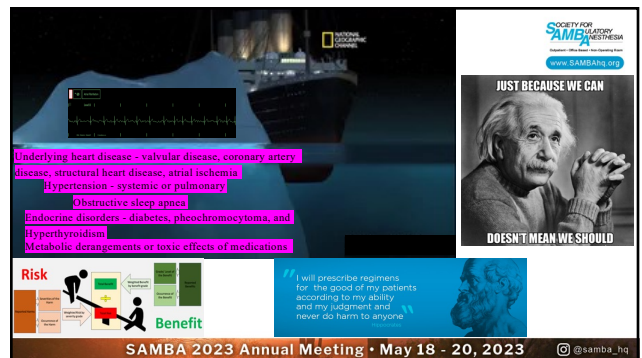 NATIONAL
GEOGRAPHIC
CHANNEL
SOCIETY FOR
SAMBA
AMBULATORY
ANESTHESIA
Outpatient • Office Based • Non-Operating Room
www.SAMBAhq.org
JUST BECAUSE WE CAN
DOESN'T MEAN WE SHOULD
Underlying heart disease - valvular disease, coronary artery
disease, structural heart disease, atrial ischemia
Hypertension - systemic or pulmonary
Obstructive sleep apnea
Endocrine disorders - diabetes, pheochromocytoma, and
Hyperthyroidism
Metabolic derangements or toxic effects of medications
Risk
Benefit
"I will prescribe regimens
for the good of my patients
according to my ability
and my judgment and
never do harm to anyone"
SAMBA 2023 Annual Meeting • May 18 - 20, 2023
@samba_hq